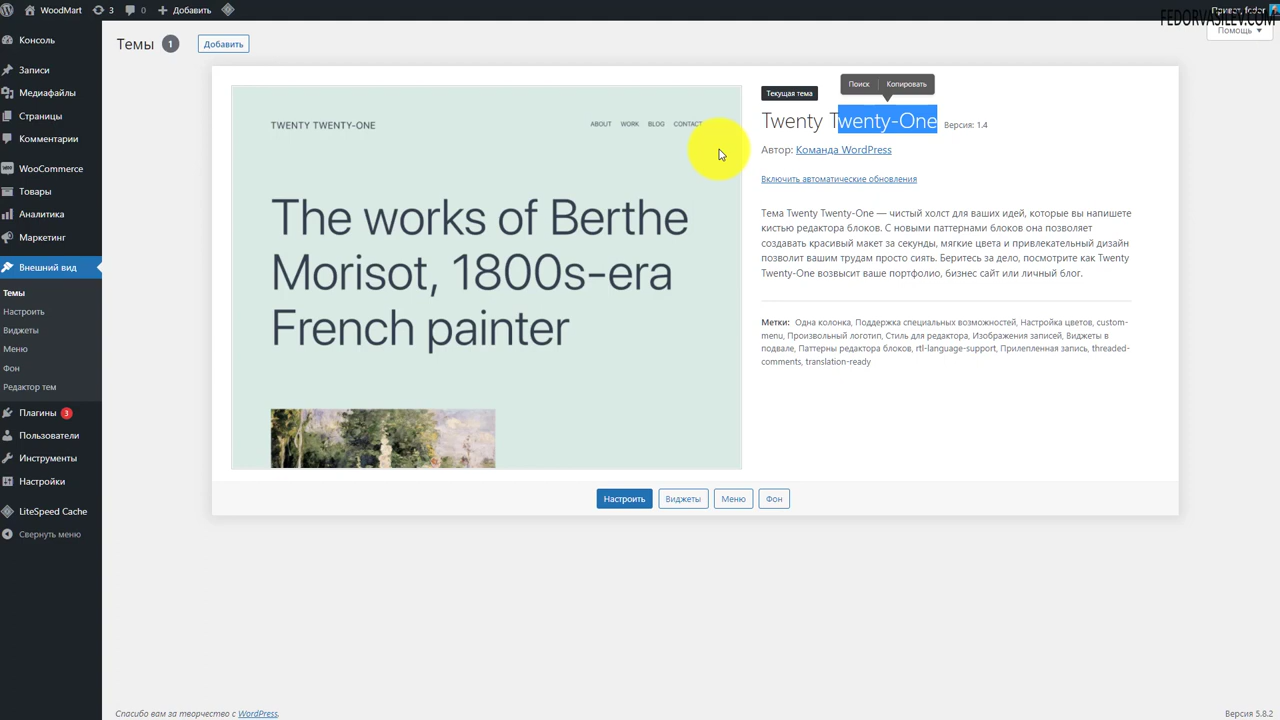 WoodMart
3
0
Добавить
Привет, fedor
FEDORVASILEV.COM
Помощь
Консоль
Записи
Медиафайлы
Страницы
Комментарии
WooCommerce
Товары
Аналитика
Маркетинг
Внешний вид
Темы
Настроить
Виджеты
Меню
Фон
Редактор тем
Плагины 3
Пользователи
Инструменты
Настройки
LiteSpeed Cache
Свернуть меню
Темы 1
Добавить
TWENTY TWENTY-ONE
ABOUT WORK BLOG CONTACT
The works of Berthe
Morisot, 1800s-era
French painter
Текущая тема
Поиск Копировать
Twenty Twenty-One Версия: 1.4
Автор: Команда WordPress
Включить автоматические обновления
Тема Twenty Twenty-One — чистый холст для ваших идей, которые вы напишете
кистью редактора блоков. С новыми паттернами блоков она позволяет
создавать красивый макет за секунды, мягкие цвета и привлекательный дизайн
позволит вашим трудам просто сиять. Беритесь за дело, посмотрите как Twenty
Twenty-One возвысит ваше портфолио, бизнес сайт или личный блог.
Метки: Одна колонка, Поддержка специальных возможностей, Настройка цветов, custom-
menu, Произвольный логотип, Стиль для редактора, Изображения записей, Виджеты в
подвале, Паттерны редактора блоков, rtl-language-support, Прилепленная запись, threaded-
comments, translation-ready
Настроить Виджеты Меню Фон
Спасибо вам за творчество с WordPress.
Версия 5.8.2